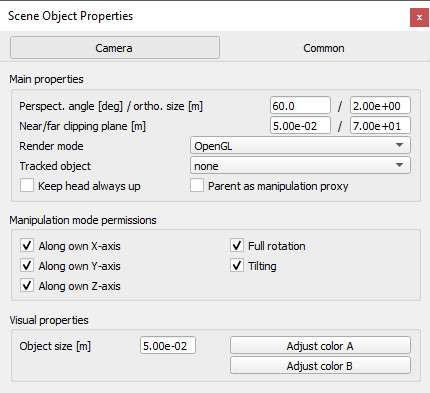 Scene Object Properties
x
Camera Common
Main properties
Perspect. angle [deg] / ortho. size [m] 60.0 / 2.00e+00
Near/far clipping plane [m] 5.00e-02 / 7.00e+01
Render mode OpenGL
Tracked object none
Keep head always up Parent as manipulation proxy
Manipulation mode permissions
Along own X-axis Full rotation
Along own Y-axis Tilting
Along own Z-axis
Visual properties
Object size [m] 5.00e-02 Adjust color A
Adjust color B